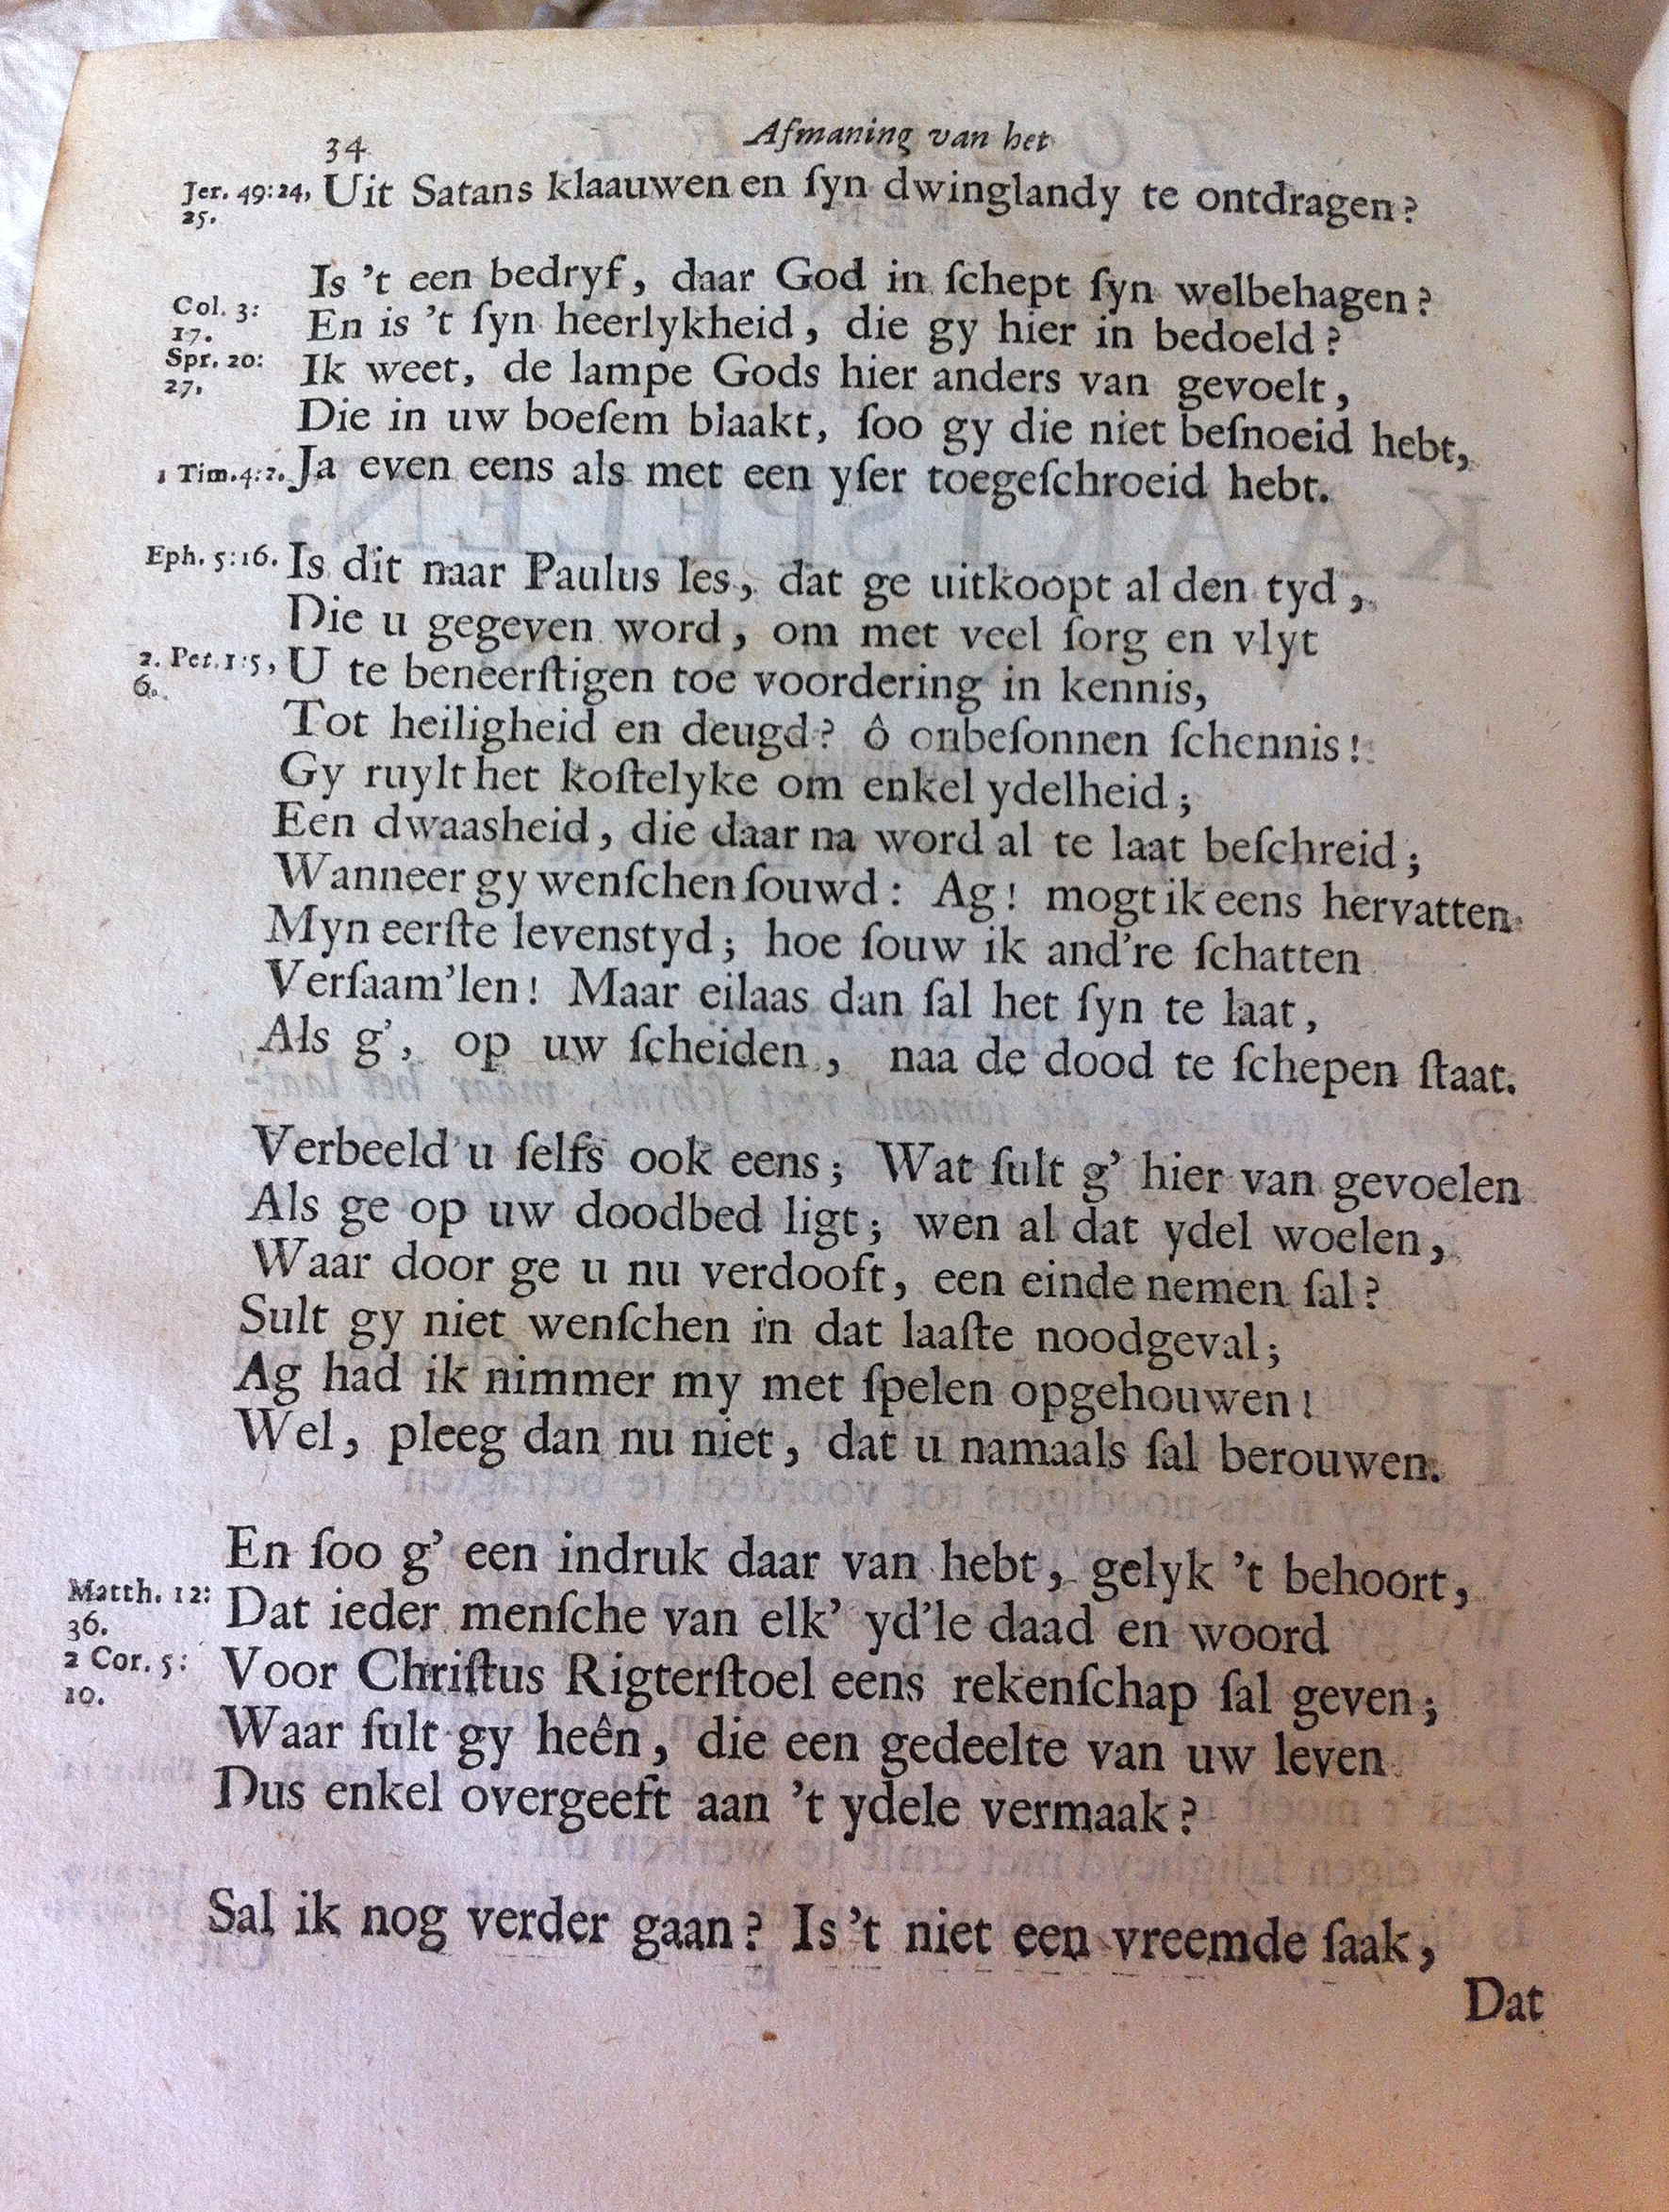 34 Afmaning van het
Jer. 49:24, Uit Satans klaauwen en ſyn dwinglandy te ontdragen?
25.
Is 't een bedryf, daar God in ſchept ſyn welbehagen?
Col. 3: En is 't ſyn heerlykheid, die gy hier in bedoeld?
17.
Spr. 20: Ik weet, de lampe Gods hier anders van gevoelt,
27.
Die in uw boeſem blaakt, ſoo gy die niet beſnoeid hebt,
1 Tim. 4:2. Ja even eens als met een yſer toegeſchroeid hebt.
Eph. 5:16. Is dit naar Paulus les, dat ge uitkoopt al den tyd,
Die u gegeven word, om met veel ſorg en vlyt
2. Pet. 1:5, U te beneerſtigen toe voordering in kennis,
6.
Tot heiligheid en deugd? ô onbeſonnen ſchennis!
Gy ruylt het koſtelyke om enkel ydelheid;
Een dwaasheid, die daar na word al te laat beſchreid;
Wanneer gy wenſchen ſouwd: Ag! mogt ik eens hervatten
Myn eerſte levenstyd; hoe ſouw ik and're ſchatten
Verſaam'len! Maar eilaas dan ſal het ſyn te laat,
Als g', op uw ſcheiden, naa de dood te ſchepen ſtaat.
Verbeeld u ſelfs ook eens; Wat ſult g' hier van gevoelen
Als ge op uw doodbed ligt; wen al dat ydel woelen,
Waar door ge u nu verdooft, een einde nemen ſal?
Sult gy niet wenſchen in dat laaſte noodgeval;
Ag had ik nimmer my met ſpelen opgehouwen!
Wel, pleeg dan nu niet, dat u namaals ſal berouwen.
En ſoo g' een indruk daar van hebt, gelyk 't behoort,
Matth. 12: Dat ieder menſche van elk' yd'le daad en woord
36.
2 Cor. 5: Voor Chriſtus Rigterſtoel eens rekenſchap ſal geven;
10.
Waar ſult gy heên, die een gedeelte van uw leven
Dus enkel overgeeft aan 't ydele vermaak?
Sal ik nog verder gaan? Is 't niet een vreemde ſaak,
Dat